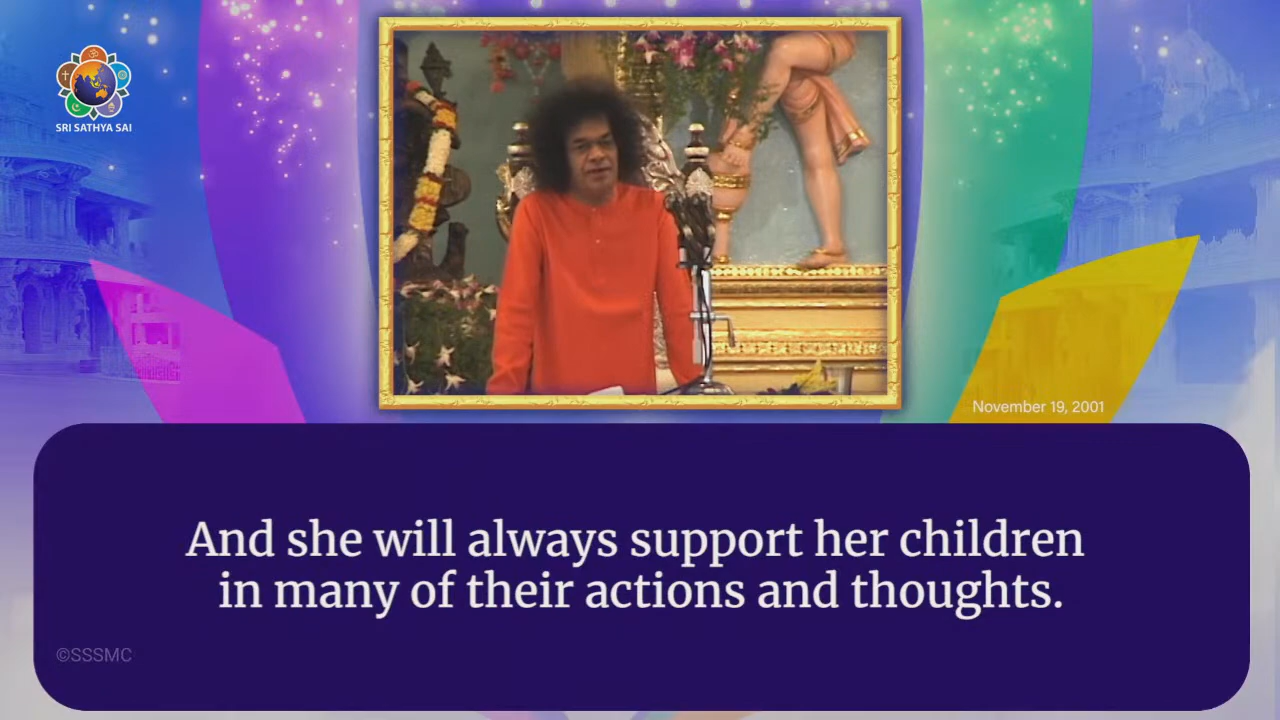 SRI SATHYA SAI
November 19, 2001
And she will always support her children
in many of their actions and thoughts.
©SSSMC